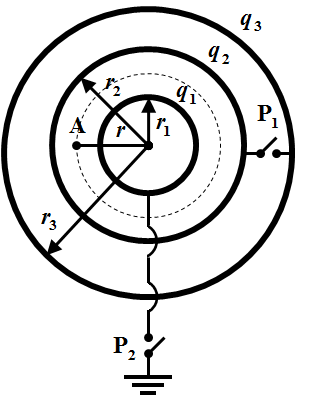 q₃
q₂
r₂
q₁
P₁
A
r
r₁
r₃
P₂